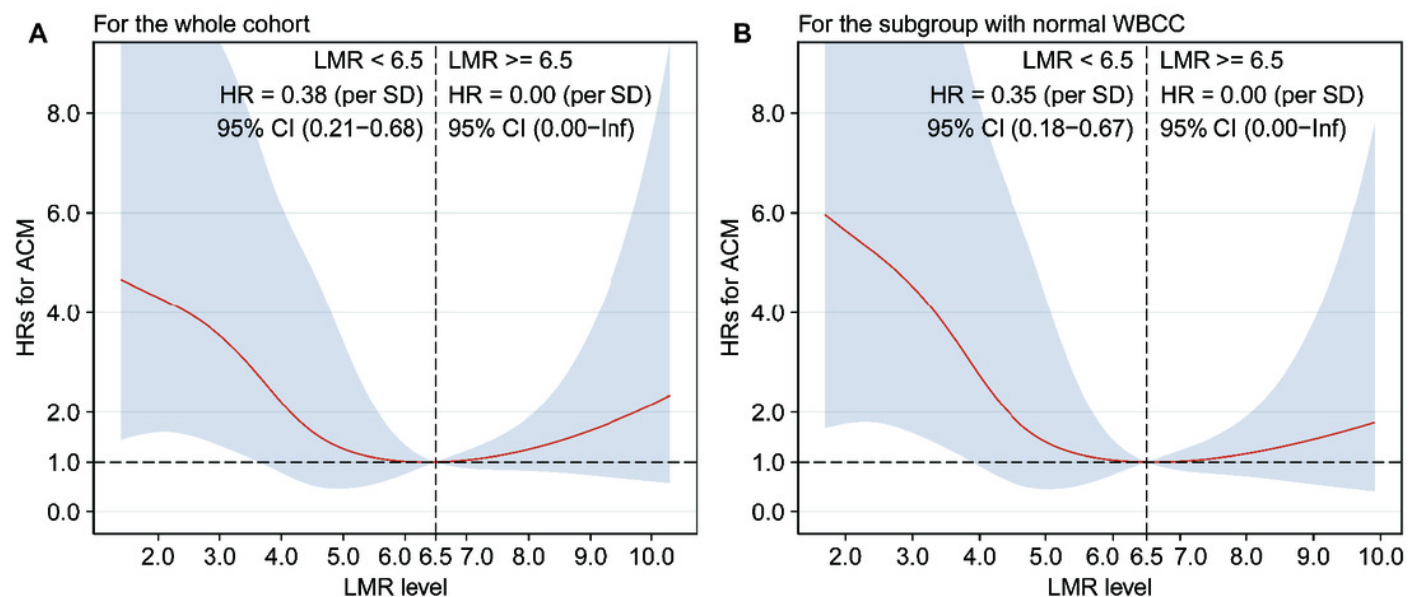 A
For the whole cohort
LMR < 6.5
LMR >= 6.5
HR = 0.38 (per SD)
HR = 0.00 (per SD)
95% CI (0.21−0.68)
95% CI (0.00−Inf)
HRs for ACM
8.0
6.0
4.0
2.0
1.0
0.0
2.0 3.0 4.0 5.0 6.0 6.5 7.0 8.0 9.0 10.0
LMR level
B
For the subgroup with normal WBCC
LMR < 6.5
LMR >= 6.5
HR = 0.35 (per SD)
HR = 0.00 (per SD)
95% CI (0.18−0.67)
95% CI (0.00−Inf)
HRs for ACM
8.0
6.0
4.0
2.0
1.0
0.0
2.0 3.0 4.0 5.0 6.0 6.5 7.0 8.0 9.0 10.0
LMR level